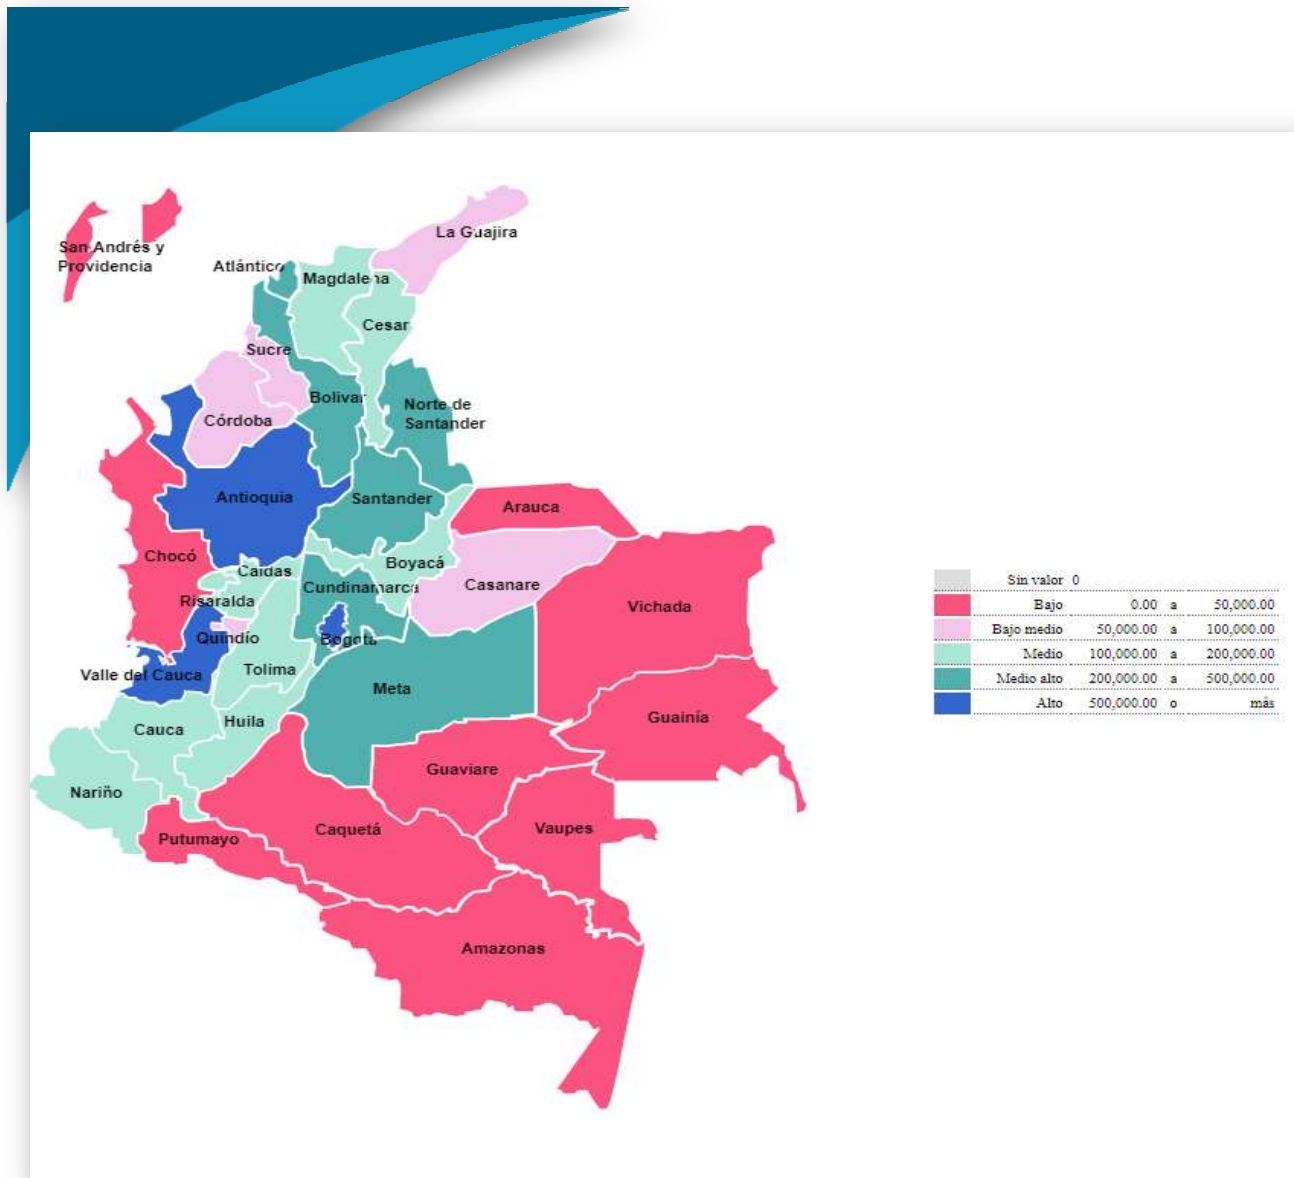 La Guajira
San Andrés y
Providencia
Atlántico
Magdalena
Cesar
Sucre
Bolivar
Norte de
Santander
Córdoba
Antioquia
Santander
Arauca
Chocó
Boyacá
Caldas
Cundinamarca
Casanare
Risaralda
Vichada
Quindío
Bogotá
Tolima
Valle del Cauca
Meta
Guainía
Huila
Cauca
Guaviare
Nariño
Caquetá
Vaupes
Putumayo
Amazonas
Sin valor 0
Bajo 0.00 a 50,000.00
Bajo medio 50,000.00 a 100,000.00
Medio 100,000.00 a 200,000.00
Medio alto 200,000.00 a 500,000.00
Alto 500,000.00 o más